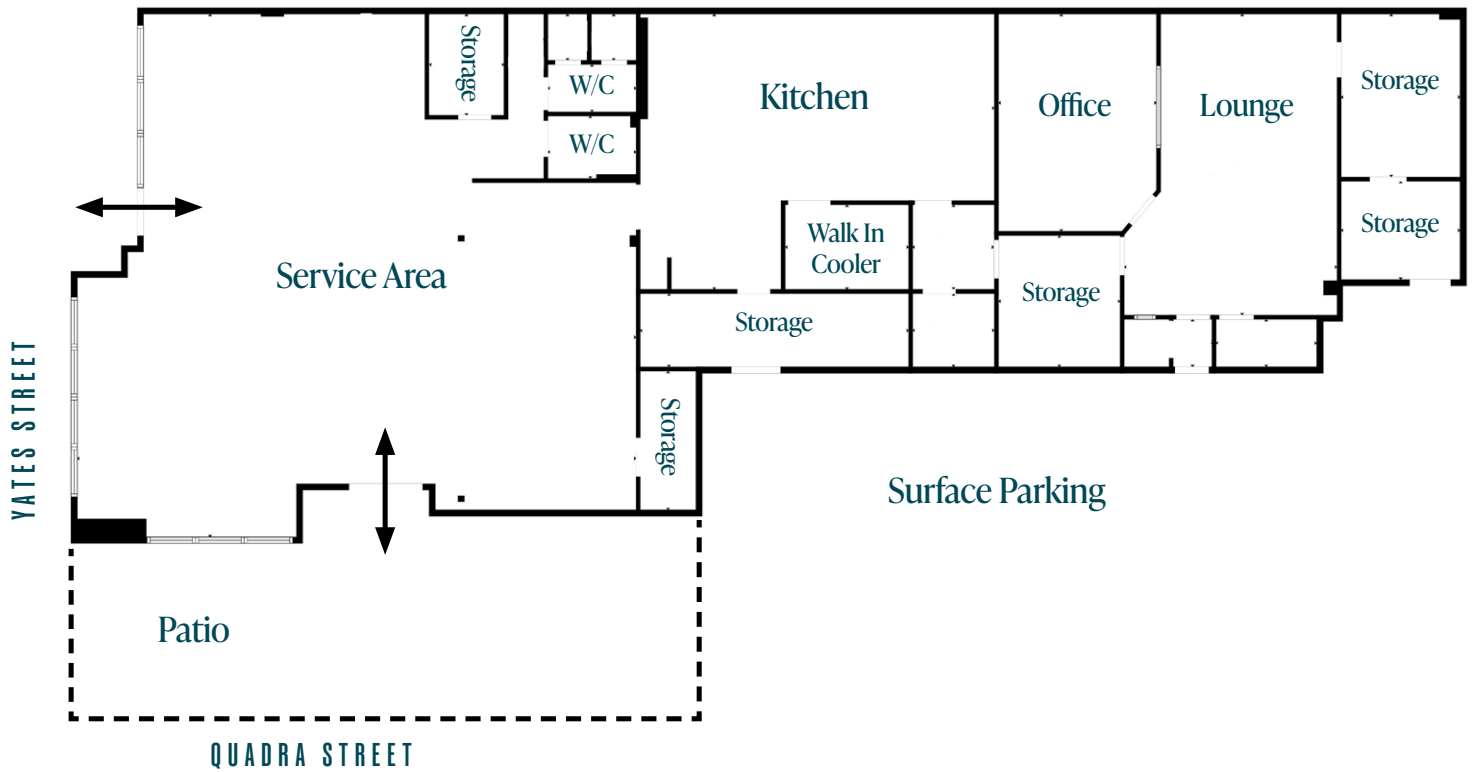 Storage
W/C
W/C
Kitchen
Office
Lounge
Storage
Storage
Walk In
Cooler
Service Area
Storage
Storage
Storage
YATES STREET
Surface Parking
Patio
QUADRA STREET